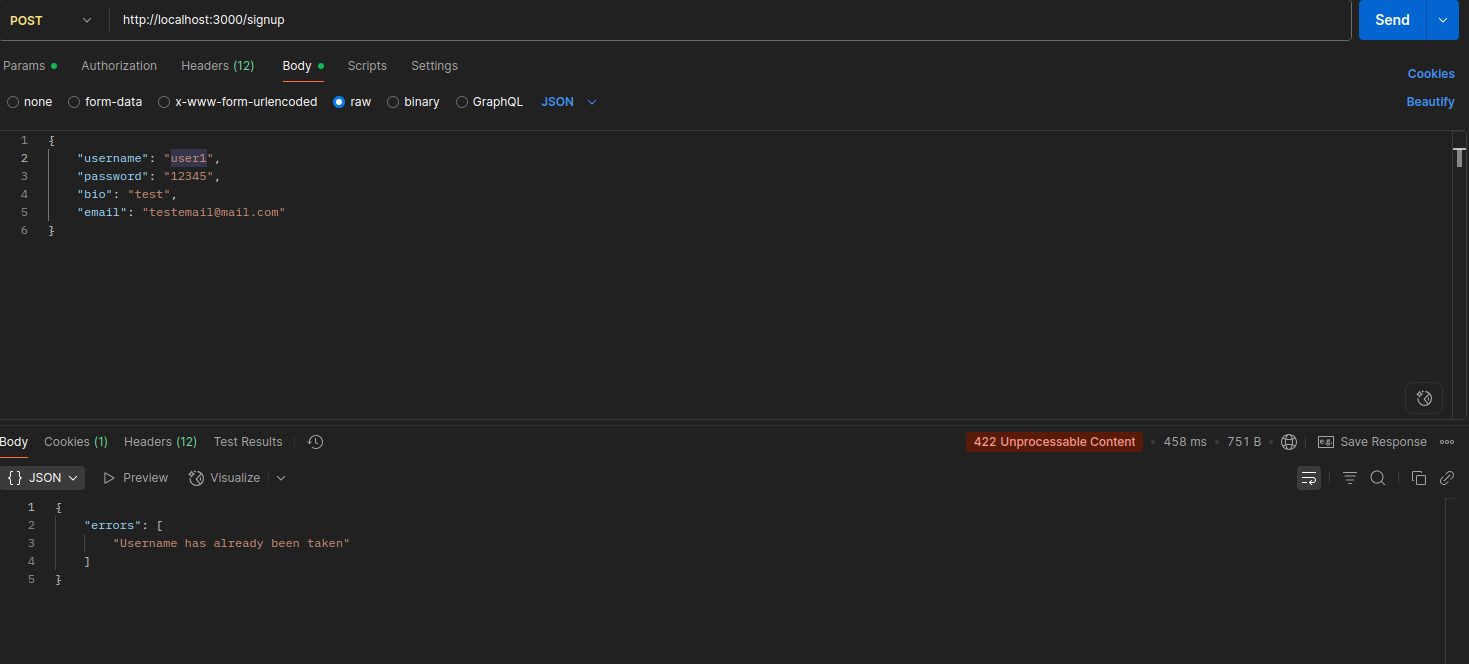 POST http://localhost:3000/signup Send
Params Authorization Headers (12) Body Scripts Settings Cookies
none form-data x-www-form-urlencoded raw binary GraphQL JSON Beautify
1 {
2 "username": "user1",
3 "password": "12345",
4 "bio": "test",
5 "email": "testemail@mail.com"
6 }
Body Cookies (1) Headers (12) Test Results 422 Unprocessable Content 458 ms 751 B Save Response
{} JSON Preview Visualize
1 {
2 "errors": [
3 "Username has already been taken"
4 ]
5 }